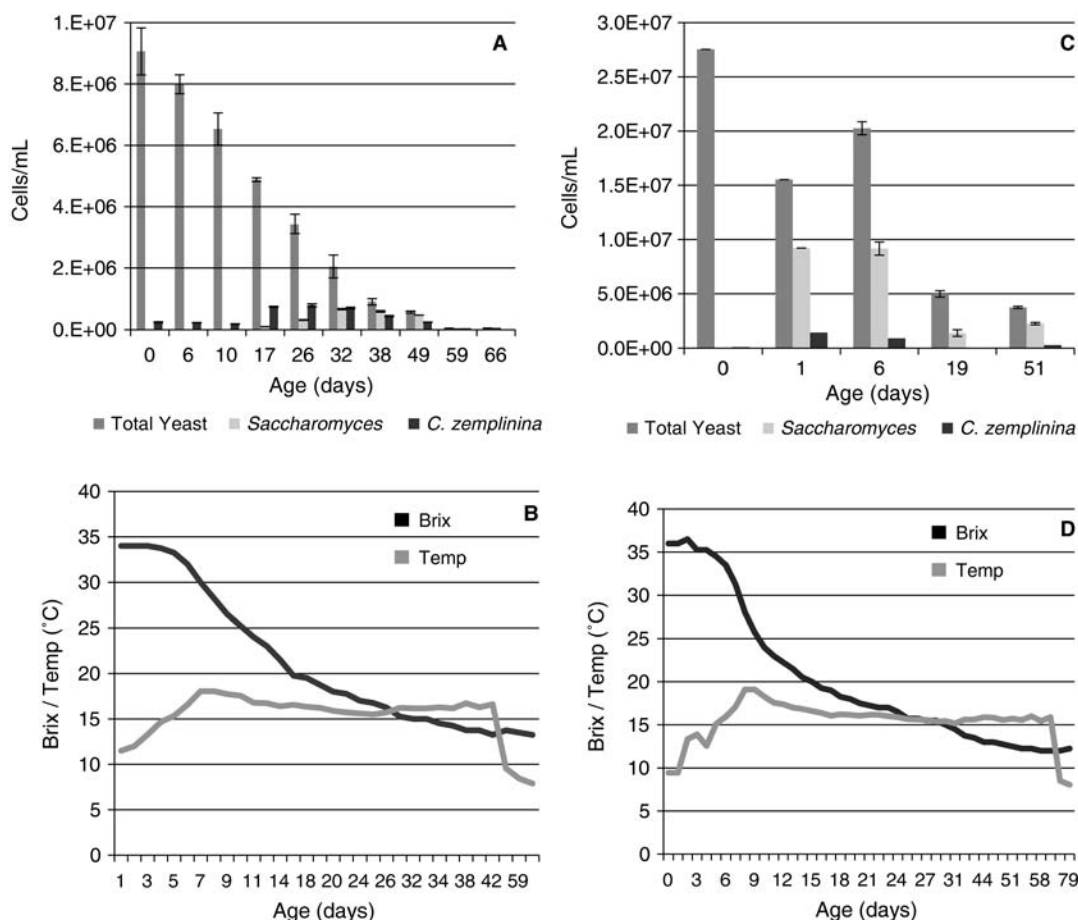 A
1.E+07
8.E+06
6.E+06
4.E+06
2.E+06
0.E+00
Cells/mL
0 6 10 17 26 32 38 49 59 66
Age (days)
Total Yeast Saccharomyces C. zemplinina
C
3.0E+07
2.5E+07
2.0E+07
1.5E+07
1.0E+07
5.0E+06
0.0E+00
Cells/mL
0 1 6 19 51
Age (days)
Total Yeast Saccharomyces C. zemplinina
B
Brix
Temp
40
35
30
25
20
15
10
5
0
Brix / Temp (˚C)
1 3 5 7 9 11 14 18 24 26 32 34 38 42 59
Age (days)
D
Brix
Temp
40
35
30
25
20
15
10
5
0
Brix / Temp (˚C)
0 3 6 9 12 15 18 21 24 27 31 44 51 58 79
Age (days)